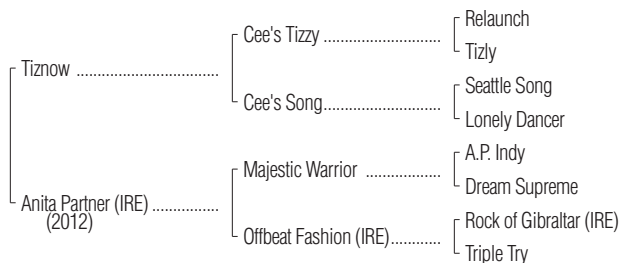 Relaunch
Cee's Tizzy ............................
Tizly
Tiznow ..................................
Seattle Song
Cee's Song............................
Lonely Dancer
A.P. Indy
Majestic Warrior ..................
Dream Supreme
Anita Partner (IRE) ................
(2012)
Rock of Gibraltar (IRE)
Offbeat Fashion (IRE)............
Triple Try